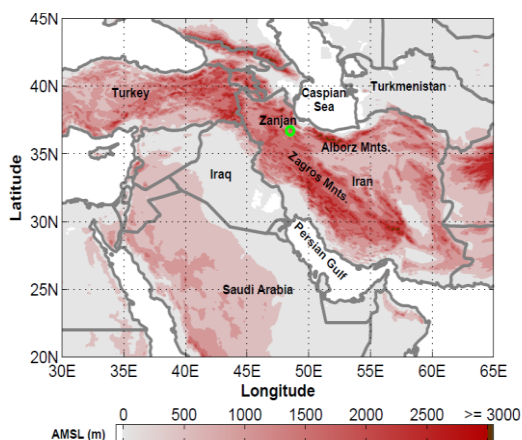 45N
40N
35N
30N
25N
20N
Latitude
Turkey
Caspian
Sea
Turkmenistan
Zanjan
Alborz Mnts.
Zagros Mnts.
Iran
Iraq
Persian Gulf
Saudi Arabia
30E 35E 40E 45E 50E 55E 60E 65E
Longitude
0 500 1000 1500 2000 2500 >= 3000
AMSL (m)